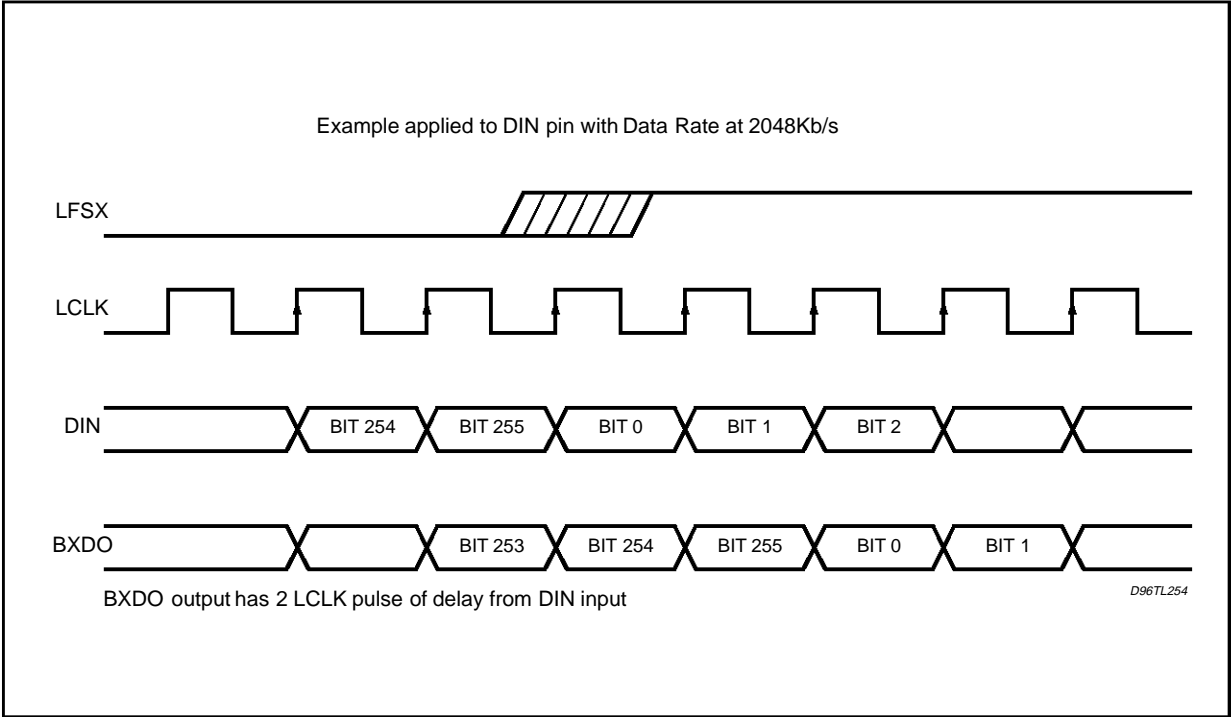 Example applied to DIN pin with Data Rate at 2048Kb/s
LFSX
LCLK
DIN BIT 254 BIT 255 BIT 0 BIT 1 BIT 2
BXDO BIT 253 BIT 254 BIT 255 BIT 0 BIT 1
BXDO output has 2 LCLK pulse of delay from DIN input
D96TL254